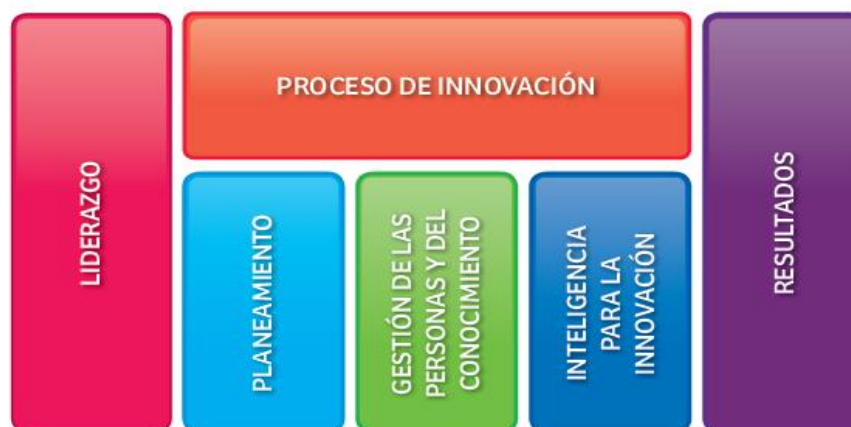 LIDERAZGO
PROCESO DE INNOVACIÓN
PLANEAMIENTO
GESTIÓN DE LAS
PERSONAS Y DEL
CONOCIMIENTO
INTELIGENCIA
PARA LA
INNOVACIÓN
RESULTADOS